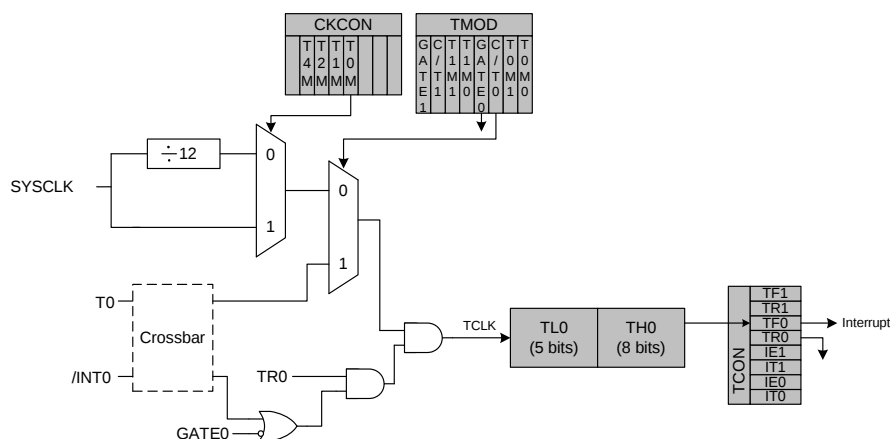 CKCON
TMOD
T4M T2M T1M T0M
GATE1 C/T1 T1M1 T1M0 GATE0 C/T0 T0M1 T0M0
÷12
0
SYSCLK
0
1
1
T0
Crossbar
/INT0
TCLK
TL0
(5 bits)
TH0
(8 bits)
TR0
GATE0
TCON
TF1
TR1
TF0
TR0
IE1
IT1
IE0
IT0
Interrupt